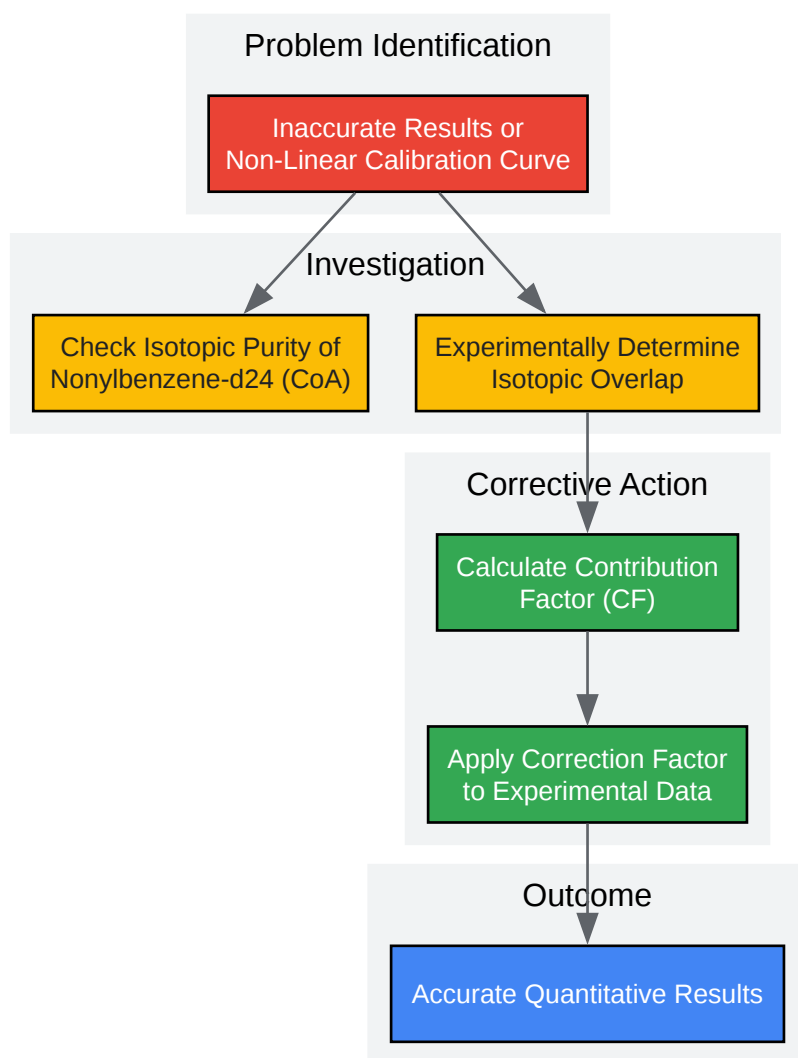 Problem Identification
Inaccurate Results or
Non-Linear Calibration Curve
Investigation
Check Isotopic Purity of
Nonylbenzene-d24 (CoA)
Experimentally Determine
Isotopic Overlap
Corrective Action
Calculate Contribution
Factor (CF)
Apply Correction Factor
to Experimental Data
Outcome
Accurate Quantitative Results